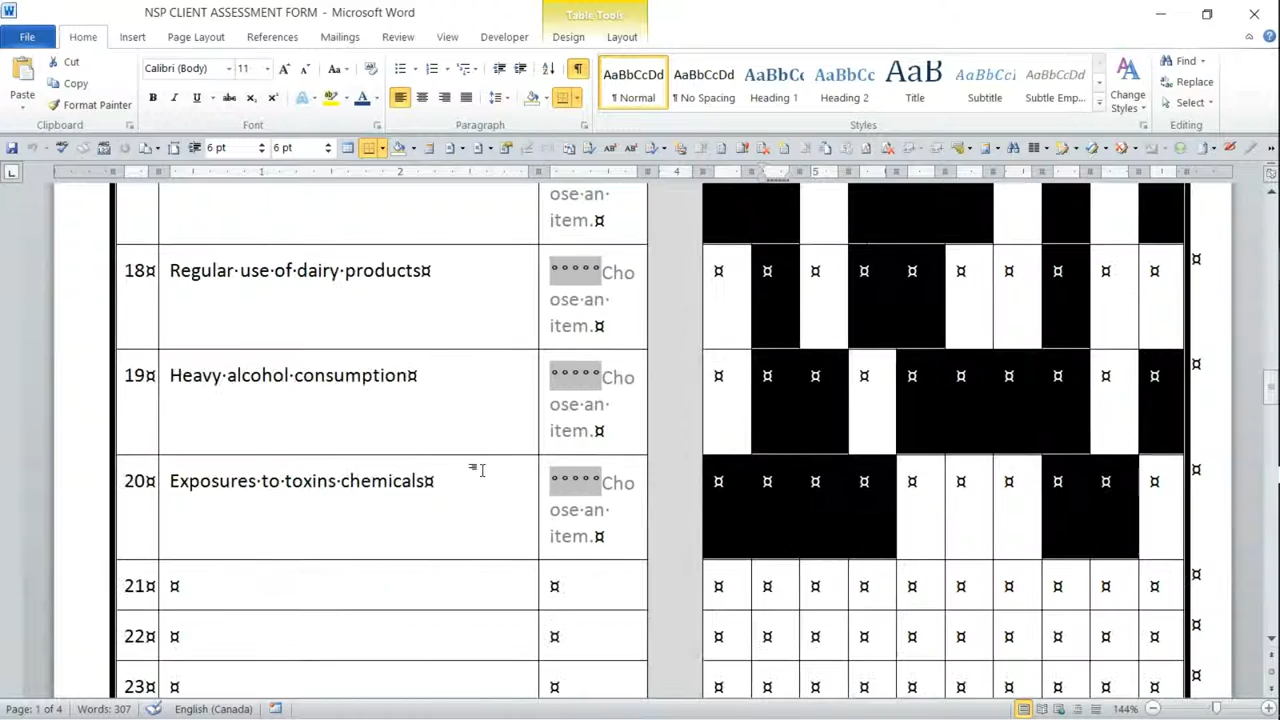 NSP CLIENT ASSESSMENT FORM - Microsoft Word
Table Tools
File Home Insert Page Layout References Mailings Review View Developer Design Layout
Paste
Cut
Copy
Format Painter
Clipboard
Calibri (Body) 11
Font
Paragraph
AaBbCcDd AaBbCcDd AaBbCc AaBbCc AaB AaBbCcDd AaBbCcDd
¶ Normal ¶ No Spacing Heading 1 Heading 2 Title Subtitle Subtle Emp...
Styles
Change Styles
Find
Replace
Select
Editing
6 pt 6 pt
1 2 4 5
ose·an·
item.¤
18¤ Regular·use·of·dairy·products¤ °°°°°Cho ¤ ¤ ¤ ¤ ¤ ¤ ¤ ¤ ¤ ¤ ¤
ose·an·
item.¤
19¤ Heavy·alcohol·consumption¤ °°°°°Cho ¤ ¤ ¤ ¤ ¤ ¤ ¤ ¤ ¤ ¤ ¤
ose·an·
item.¤
20¤ Exposures·to·toxins·chemicals¤ °°°°°Cho ¤ ¤ ¤ ¤ ¤ ¤ ¤ ¤ ¤ ¤ ¤
ose·an·
item.¤
21¤ ¤ ¤ ¤ ¤ ¤ ¤ ¤ ¤ ¤ ¤ ¤ ¤ ¤
22¤ ¤ ¤ ¤ ¤ ¤ ¤ ¤ ¤ ¤ ¤ ¤ ¤ ¤
23¤ ¤ ¤ ¤ ¤ ¤ ¤ ¤ ¤ ¤ ¤ ¤ ¤
Page: 1 of 4 Words: 307 English (Canada) 144%